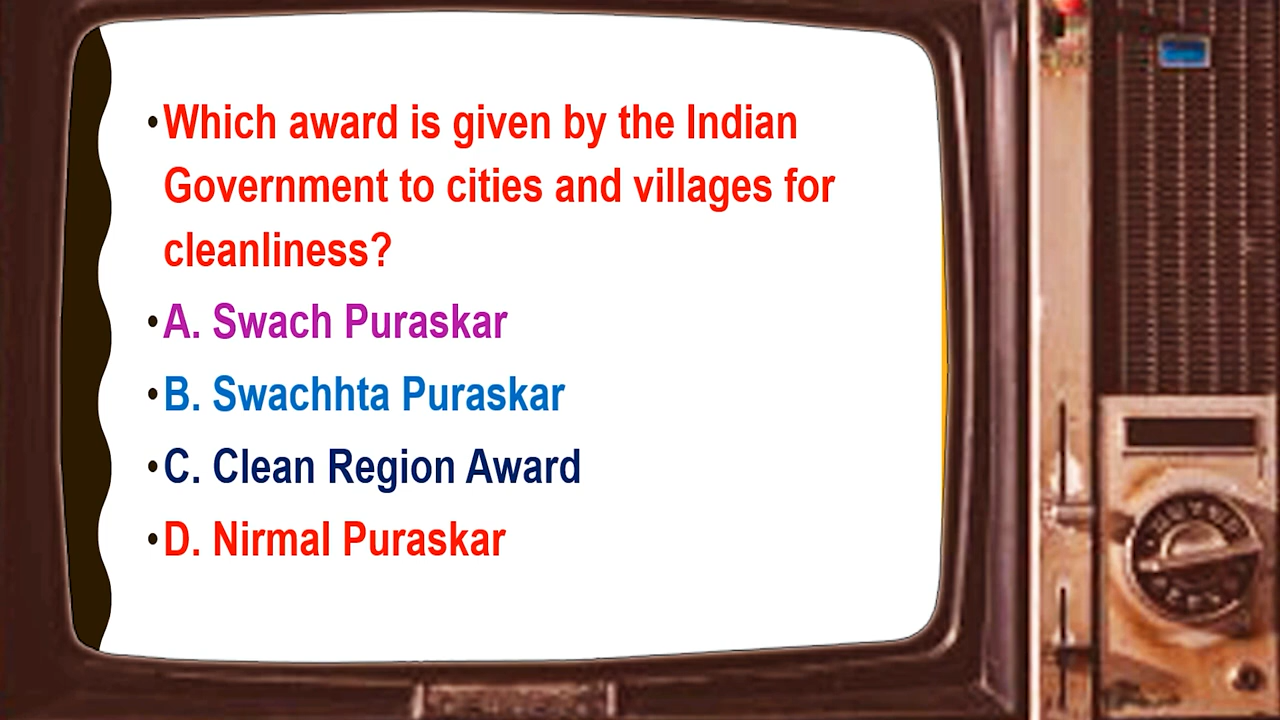 •Which award is given by the Indian
Government to cities and villages for
cleanliness?
•A. Swach Puraskar
•B. Swachhta Puraskar
•C. Clean Region Award
•D. Nirmal Puraskar